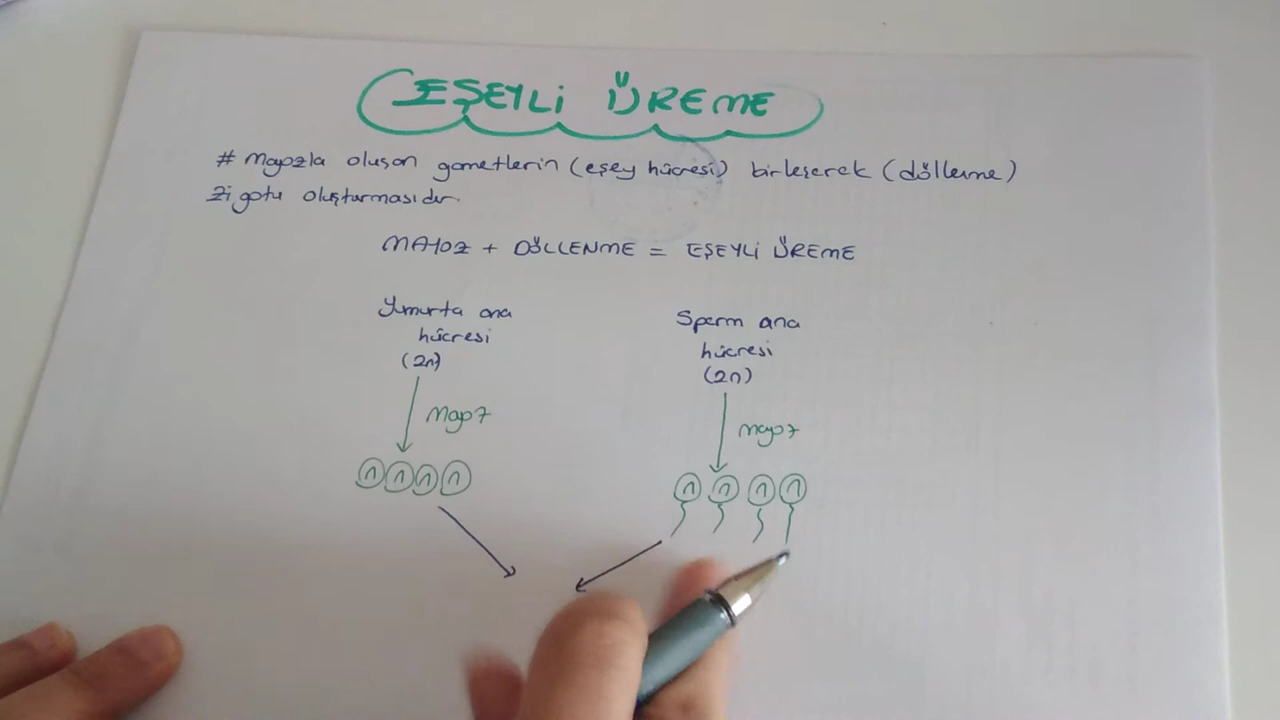 EŞEYLİ ÜREME
# Mayozla oluşan gametlerin (eşey hücresi) birleşerek (döllenme)
zigotu oluşturmasıdır.
MAYOZ + DÖLLENME = EŞEYLİ ÜREME
Yumurta ana
hücresi
(2n)
Mayoz
n n n n
Sperm ana
hücresi
(2n)
mayoz
n n n n